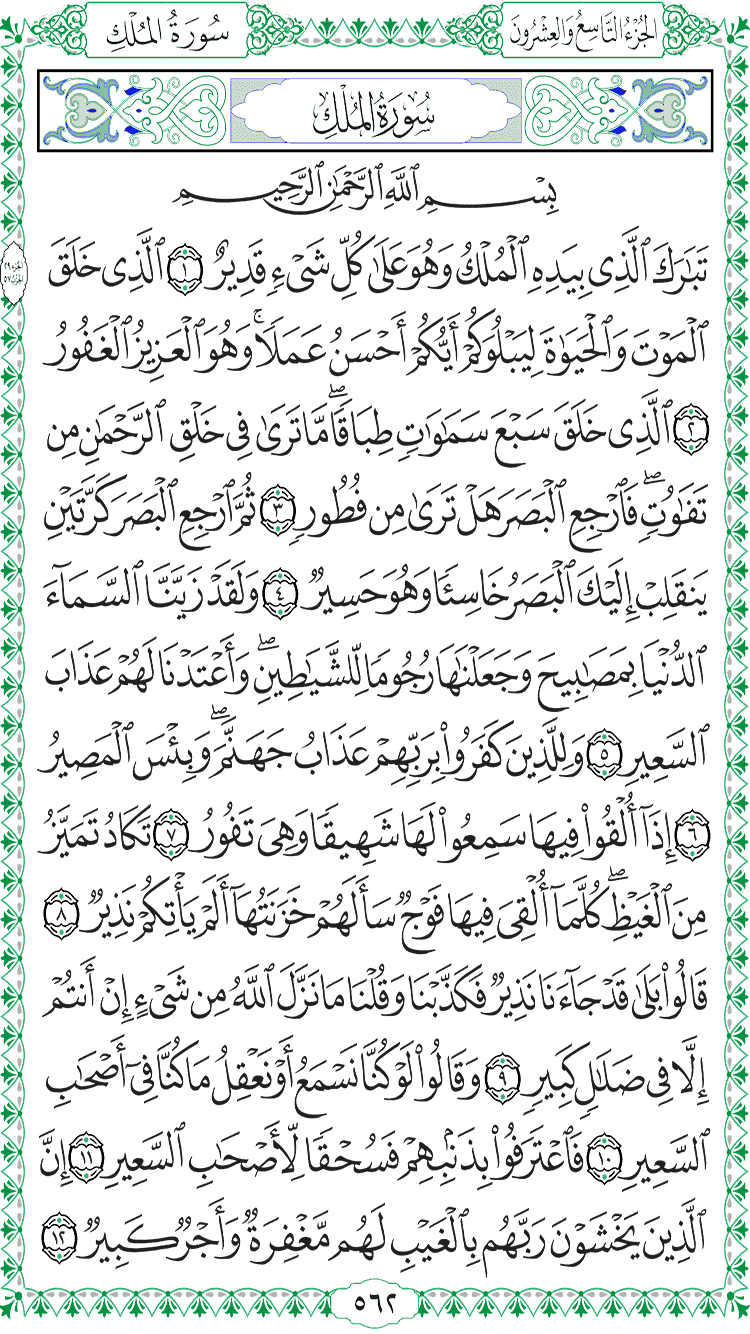 الجُزْءُ التَّاسِعُ وَالعِشْرُونَ
سُورَةُ المُلْكِ
سُورَةُ المُلْكِ
بِسْمِ ٱللَّهِ ٱلرَّحْمَٰنِ ٱلرَّحِيمِ
تَبَٰرَكَ ٱلَّذِى بِيَدِهِ ٱلْمُلْكُ وَهُوَ عَلَىٰ كُلِّ شَىْءٍ قَدِيرٌ ١ ٱلَّذِى خَلَقَ
ٱلْمَوْتَ وَٱلْحَيَوٰةَ لِيَبْلُوَكُمْ أَيُّكُمْ أَحْسَنُ عَمَلًا ۚ وَهُوَ ٱلْعَزِيزُ ٱلْغَفُورُ
٢ ٱلَّذِى خَلَقَ سَبْعَ سَمَٰوَٰتٍ طِبَاقًا ۖ مَّا تَرَىٰ فِى خَلْقِ ٱلرَّحْمَٰنِ مِن
تَفَٰوُتٍ ۖ فَٱرْجِعِ ٱلْبَصَرَ هَلْ تَرَىٰ مِن فُطُورٍ ٣ ثُمَّ ٱرْجِعِ ٱلْبَصَرَ كَرَّتَيْنِ
يَنقَلِبْ إِلَيْكَ ٱلْبَصَرُ خَاسِئًا وَهُوَ حَسِيرٌ ٤ وَلَقَدْ زَيَّنَّا ٱلسَّمَآءَ
ٱلدُّنْيَا بِمَصَٰبِيحَ وَجَعَلْنَٰهَا رُجُومًا لِّلشَّيَٰطِينِ ۖ وَأَعْتَدْنَا لَهُمْ عَذَابَ
ٱلسَّعِيرِ ٥ وَلِلَّذِينَ كَفَرُوا۟ بِرَبِّهِمْ عَذَابُ جَهَنَّمَ ۖ وَبِئْسَ ٱلْمَصِيرُ
٦ إِذَآ أُلْقُوا۟ فِيهَا سَمِعُوا۟ لَهَا شَهِيقًا وَهِىَ تَفُورُ ٧ تَكَادُ تَمَيَّزُ
مِنَ ٱلْغَيْظِ ۖ كُلَّمَآ أُلْقِىَ فِيهَا فَوْجٌ سَأَلَهُمْ خَزَنَتُهَآ أَلَمْ يَأْتِكُمْ نَذِيرٌ ٨
قَالُوا۟ بَلَىٰ قَدْ جَآءَنَا نَذِيرٌ فَكَذَّبْنَا وَقُلْنَا مَا نَزَّلَ ٱللَّهُ مِن شَىْءٍ إِنْ أَنتُمْ
إِلَّا فِى ضَلَٰلٍ كَبِيرٍ ٩ وَقَالُوا۟ لَوْ كُنَّا نَسْمَعُ أَوْ نَعْقِلُ مَا كُنَّا فِىٓ أَصْحَٰبِ
ٱلسَّعِيرِ ١٠ فَٱعْتَرَفُوا۟ بِذَنۢبِهِمْ فَسُحْقًا لِّأَصْحَٰبِ ٱلسَّعِيرِ ١١ إِنَّ
ٱلَّذِينَ يَخْشَوْنَ رَبَّهُم بِٱلْغَيْبِ لَهُم مَّغْفِرَةٌ وَأَجْرٌ كَبِيرٌ ١٢
٥٦٢